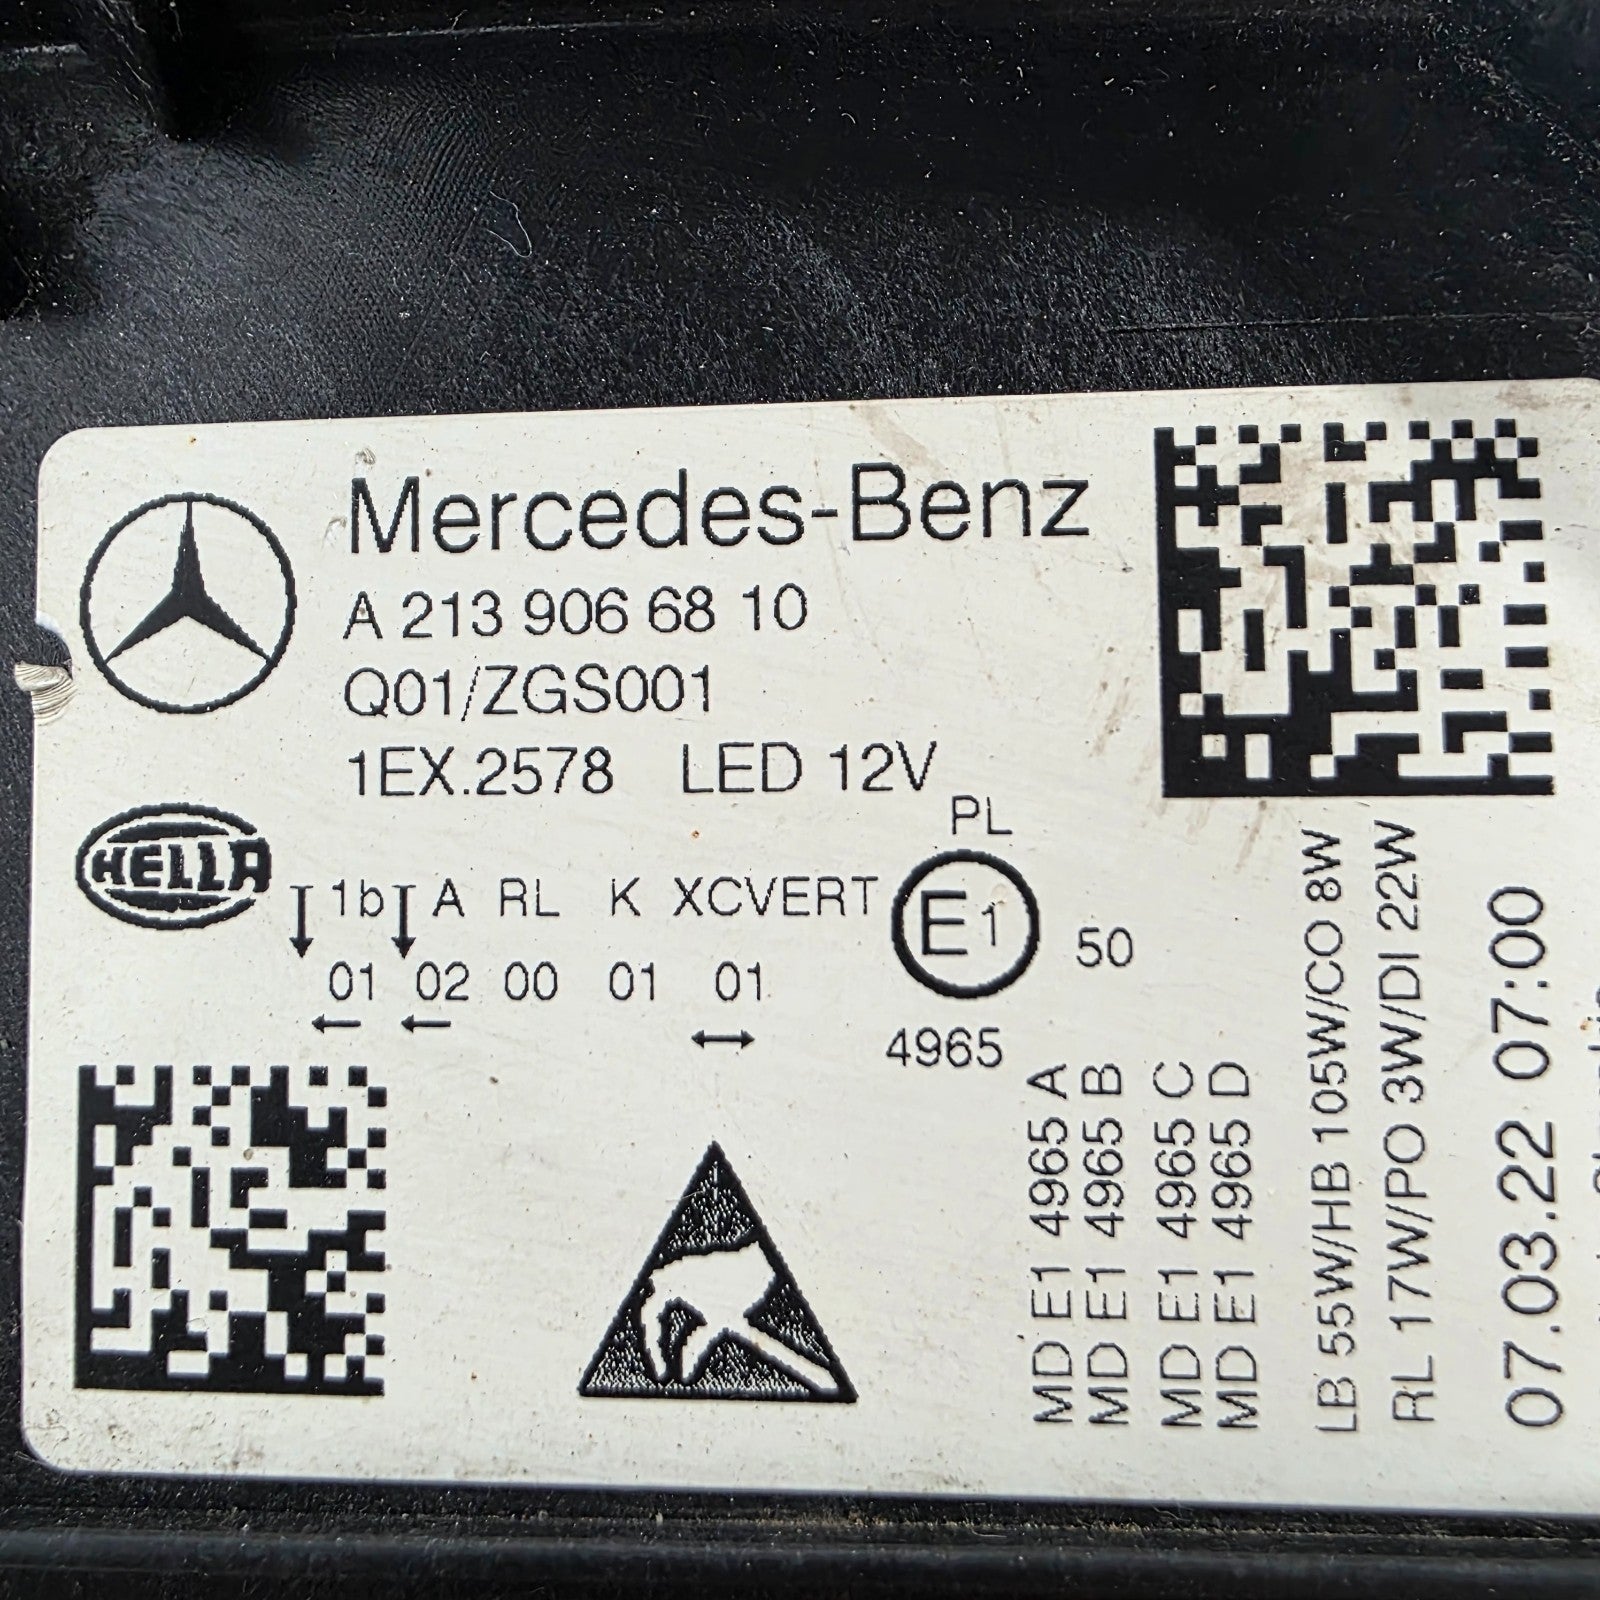 Mercedes-Benz
A 213 906 68 10
Q01/ZGS001
1EX.2578 LED 12V
HELLA
PL
1b A RL K XCVERT
E1
50
01 02 00 01 01
4965
MD E1 4965 A
MD E1 4965 B
MD E1 4965 C
MD E1 4965 D
LB 55W/HB 105W/CO 8W
RL 17W/PO 3W/DI 22W
07.03.22 07:00